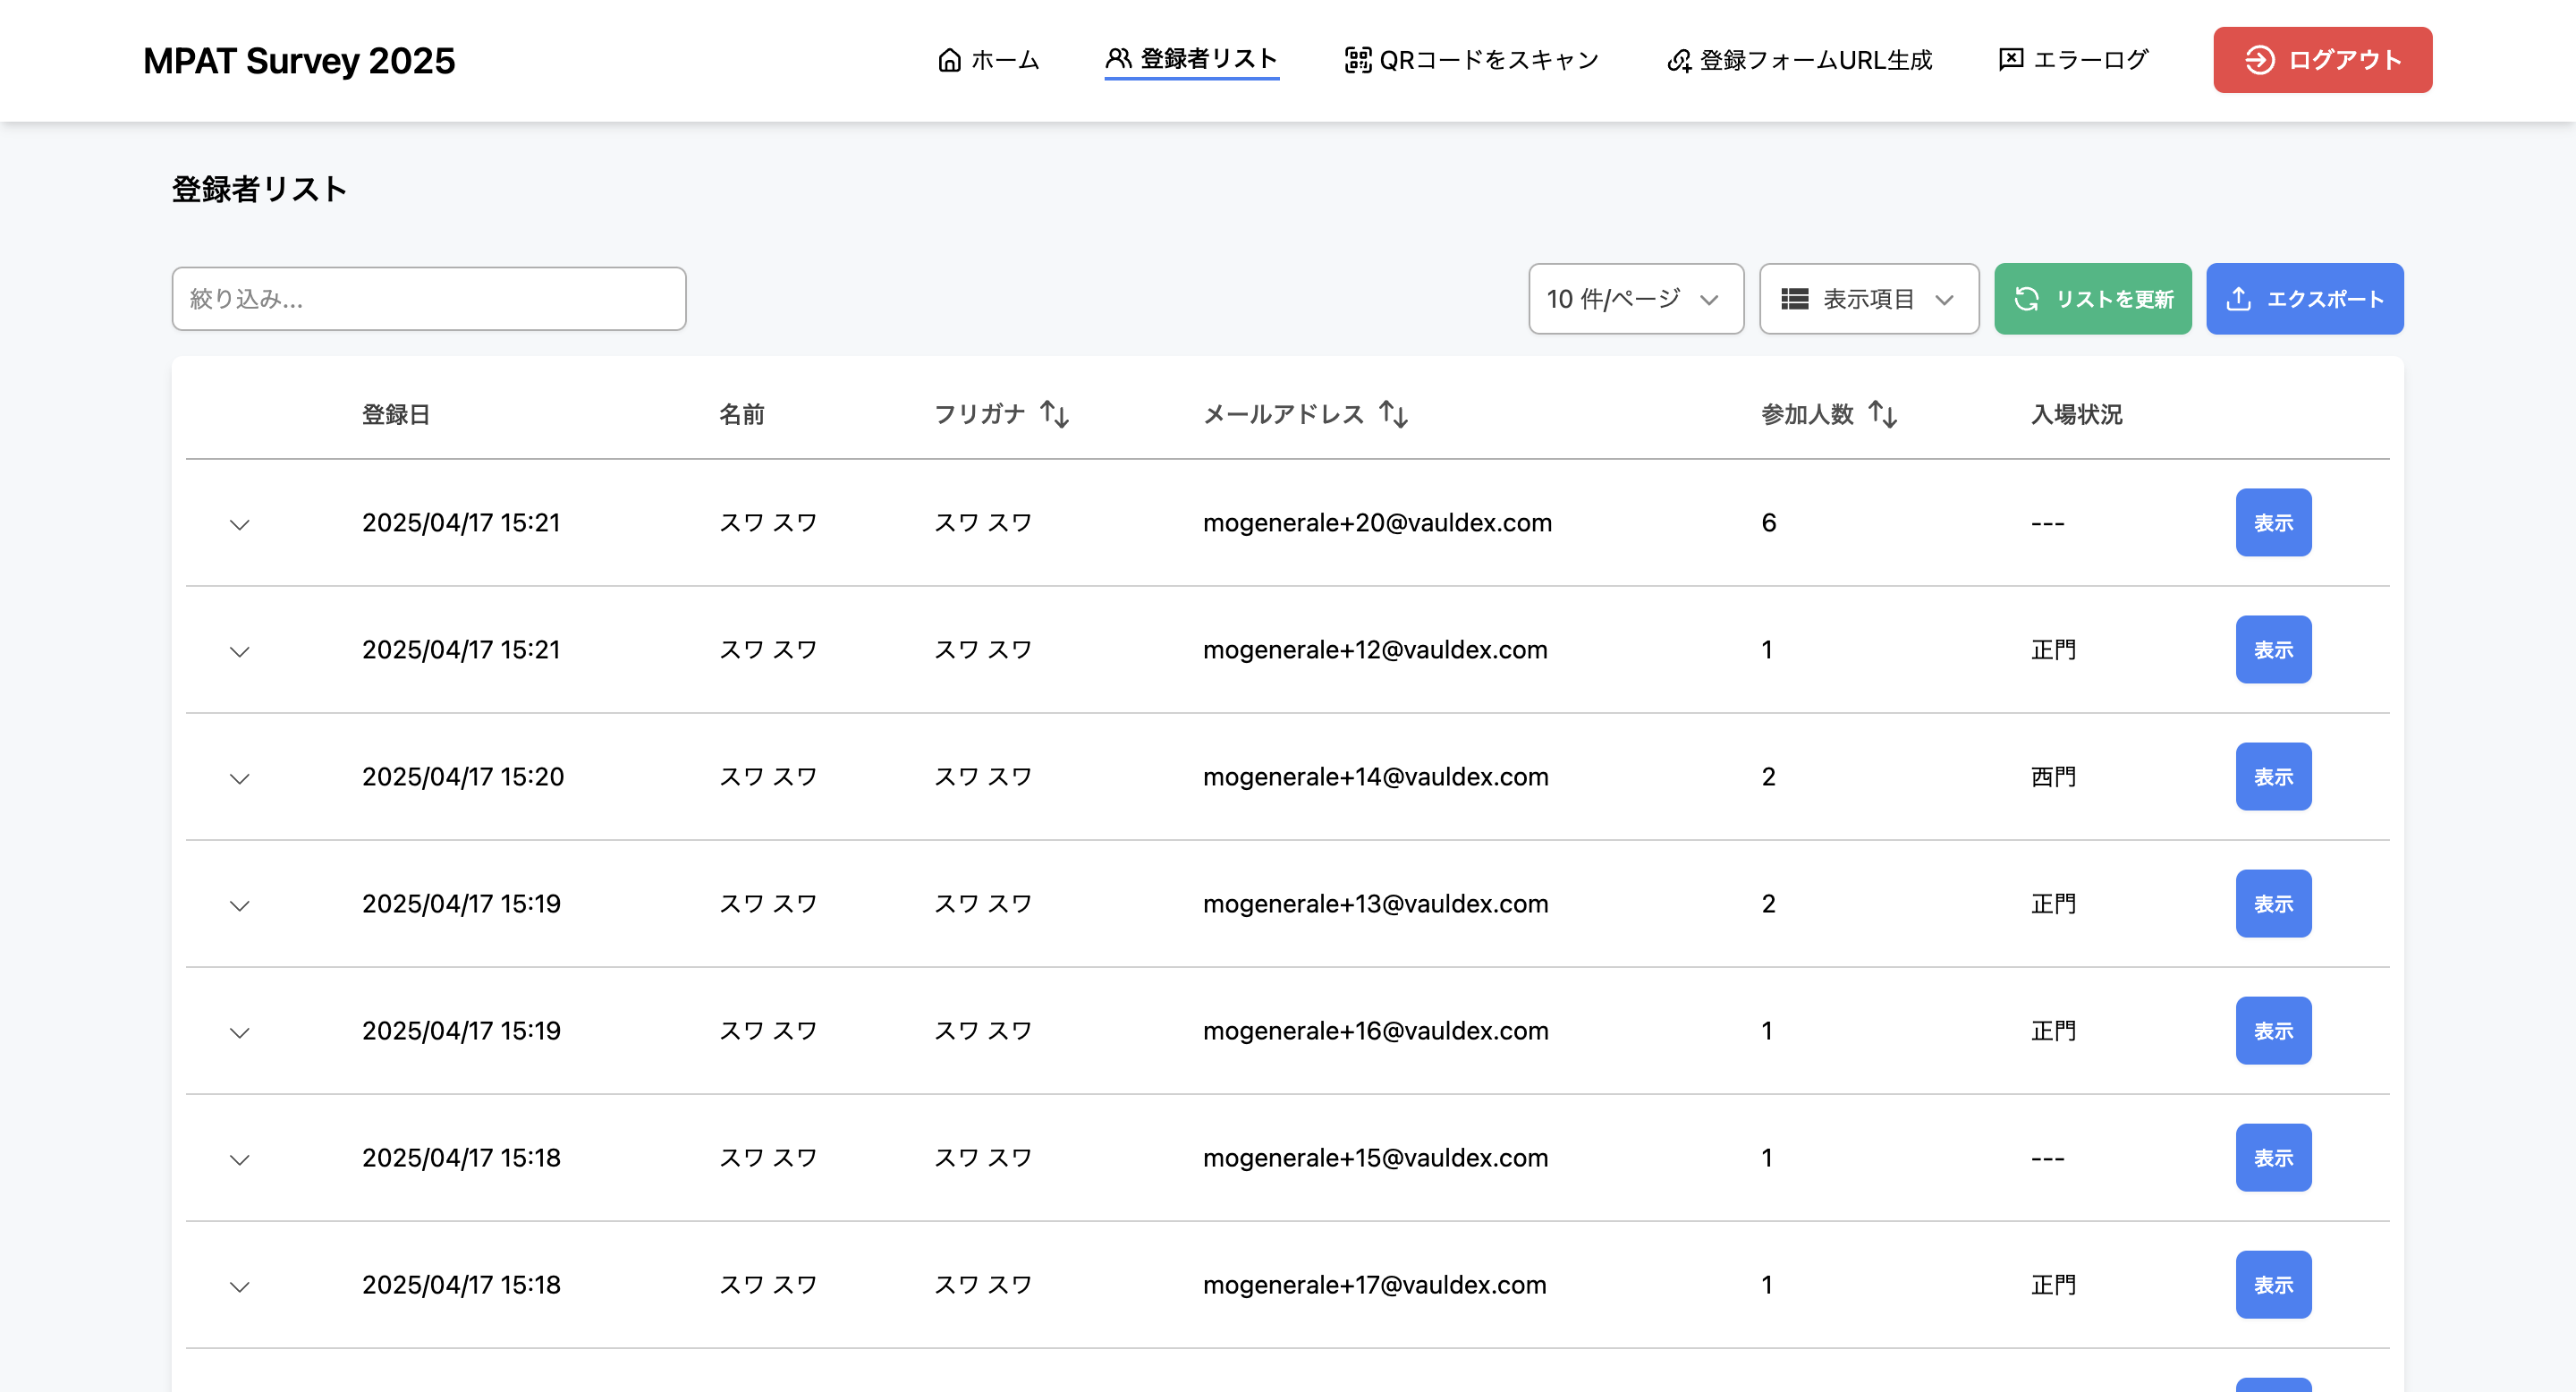 MPAT Survey 2025 ホーム 登録者リスト QRコードをスキャン 登録フォームURL生成 エラーログ ログアウト
登録者リスト
絞り込み... 10 件/ページ 表示項目 リストを更新 エクスポート
登録日 名前 フリガナ メールアドレス 参加人数 入場状況
2025/04/17 15:21 スワ スワ スワ スワ mogenerale+20@vauldex.com 6 --- 表示
2025/04/17 15:21 スワ スワ スワ スワ mogenerale+12@vauldex.com 1 正門 表示
2025/04/17 15:20 スワ スワ スワ スワ mogenerale+14@vauldex.com 2 西門 表示
2025/04/17 15:19 スワ スワ スワ スワ mogenerale+13@vauldex.com 2 正門 表示
2025/04/17 15:19 スワ スワ スワ スワ mogenerale+16@vauldex.com 1 正門 表示
2025/04/17 15:18 スワ スワ スワ スワ mogenerale+15@vauldex.com 1 --- 表示
2025/04/17 15:18 スワ スワ スワ スワ mogenerale+17@vauldex.com 1 正門 表示